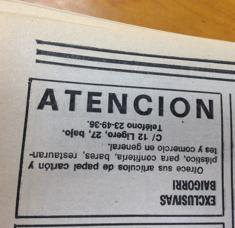 ATENCION
EXCLUSIVAS
BAIGORRI
Ofrece sus artículos de papel y cartón y
plástico, para confitería, bares, restauran-
tes y comercio en general.
C/ 12 Ligero, 27, bajo.
Teléfono 23-49-36.